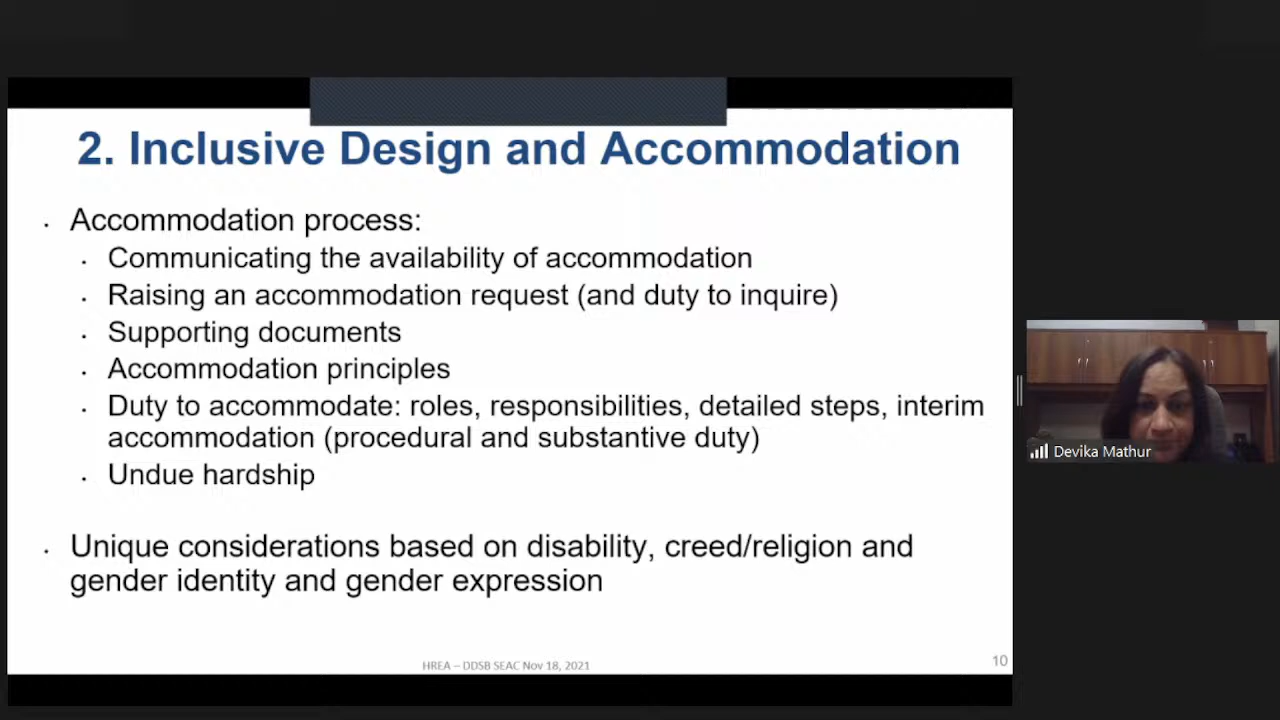 2. Inclusive Design and Accommodation
· Accommodation process:
· Communicating the availability of accommodation
· Raising an accommodation request (and duty to inquire)
· Supporting documents
· Accommodation principles
· Duty to accommodate: roles, responsibilities, detailed steps, interim
accommodation (procedural and substantive duty)
· Undue hardship
· Unique considerations based on disability, creed/religion and
gender identity and gender expression
HREA – DDSB SEAC Nov 18, 2021
10
Devika Mathur